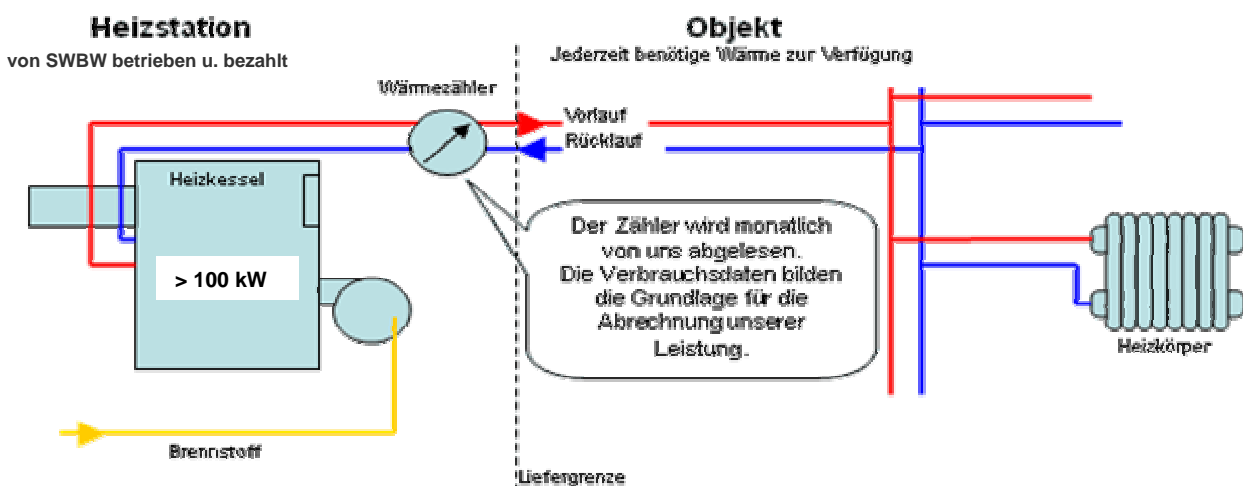 Heizstation
von SWBW betrieben u. bezahlt
Objekt
Jederzeit benötige Wärme zur Verfügung
Wärmezähler
Vorlauf
Rücklauf
Heizkessel
> 100 kW
Der Zähler wird monatlich
von uns abgelesen.
Die Verbrauchsdaten bilden
die Grundlage für die
Abrechnung unserer
Leistung.
Heizkörper
Brennstoff
Liefergrenze